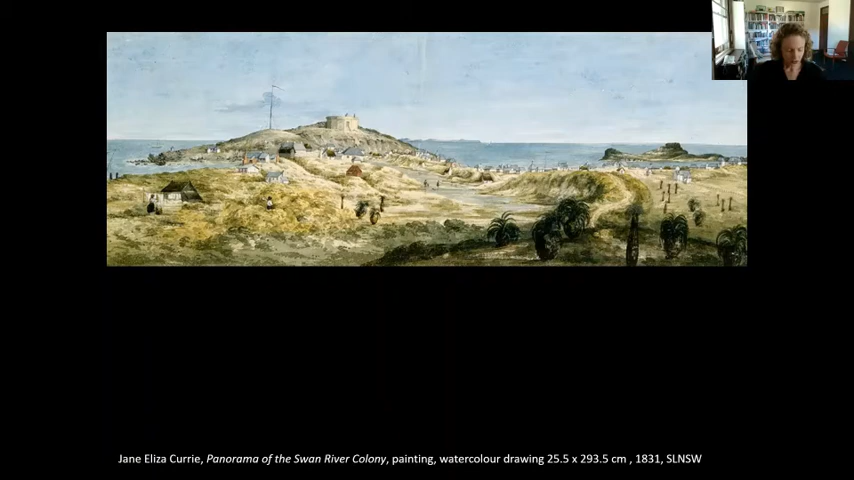 Jane Eliza Currie, Panorama of the Swan River Colony, painting, watercolour drawing 25.5 x 293.5 cm , 1831, SLNSW